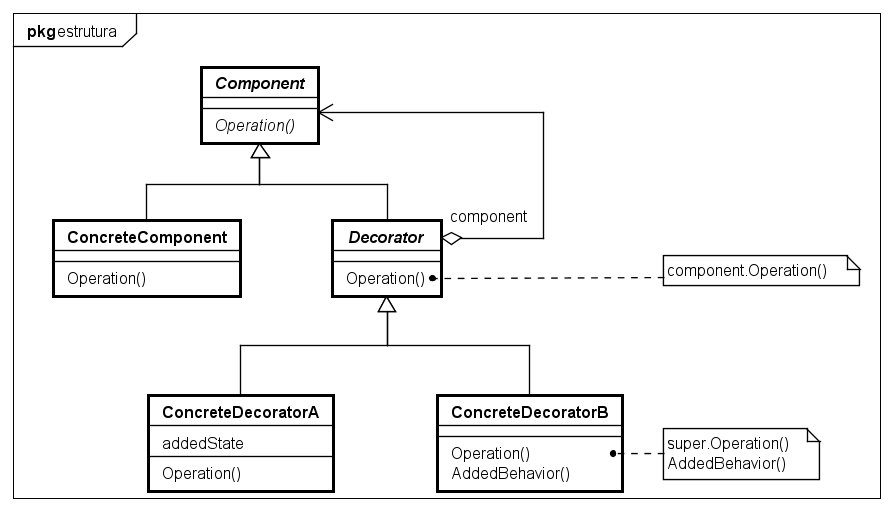 pkg estrutura
Component
Operation()
component
ConcreteComponent
Operation()
Decorator
Operation()
component.Operation()
ConcreteDecoratorA
addedState
Operation()
ConcreteDecoratorB
Operation()
AddedBehavior()
super.Operation()
AddedBehavior()